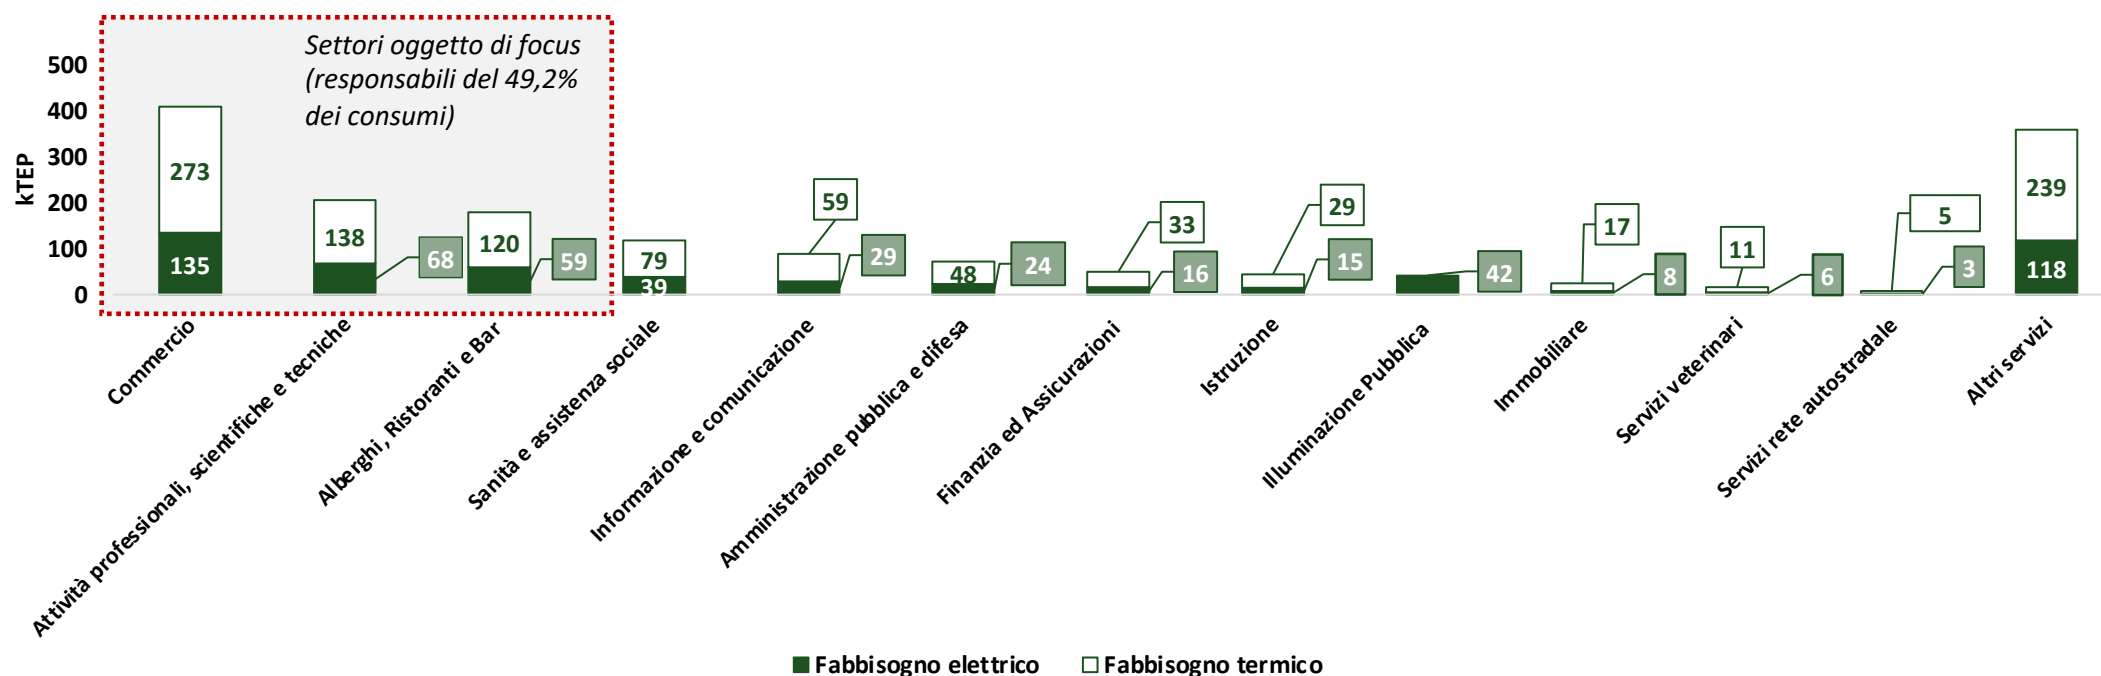 Settori oggetto di focus
(responsabili del 49,2%
dei consumi)
kTEP
500
400
300
200
100
0
273
135
138
68
120
59
79
39
59
29
48
24
33
16
29
15
42
17
8
11
6
5
3
239
118
Commercio
Attività professionali, scientifiche e tecniche
Alberghi, Ristoranti e Bar
Sanità e assistenza sociale
Informazione e comunicazione
Amministrazione pubblica e difesa
Finanzia ed Assicurazioni
Istruzione
Illuminazione Pubblica
Immobiliare
Servizi veterinari
Servizi rete autostradale
Altri servizi
Fabbisogno elettrico
Fabbisogno termico